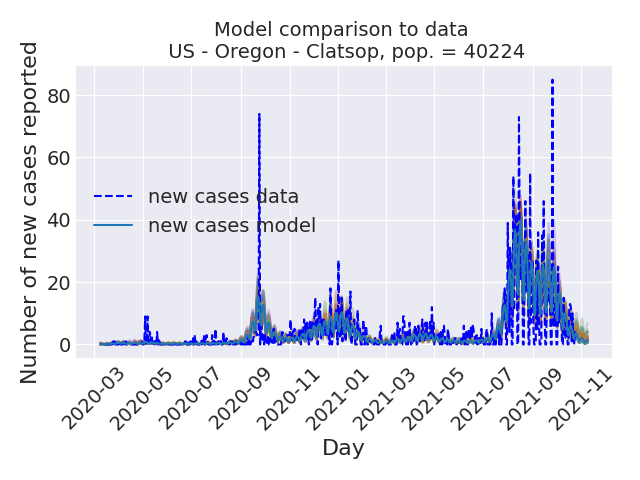 Model comparison to data
US - Oregon - Clatsop, pop. = 40224
Number of new cases reported
80
60
40
20
0
new cases data
new cases model
2020-03
2020-05
2020-07
2020-09
2020-11
2021-01
2021-03
2021-05
2021-07
2021-09
2021-11
Day